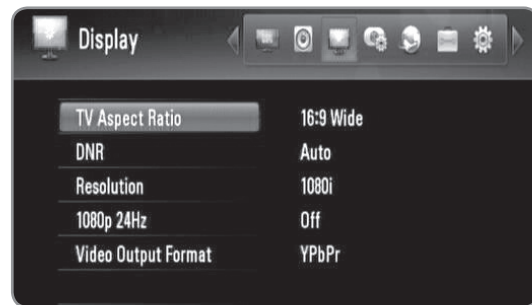 Display
TV Aspect Ratio 16:9 Wide
DNR Auto
Resolution 1080i
1080p 24Hz Off
Video Output Format YPbPr